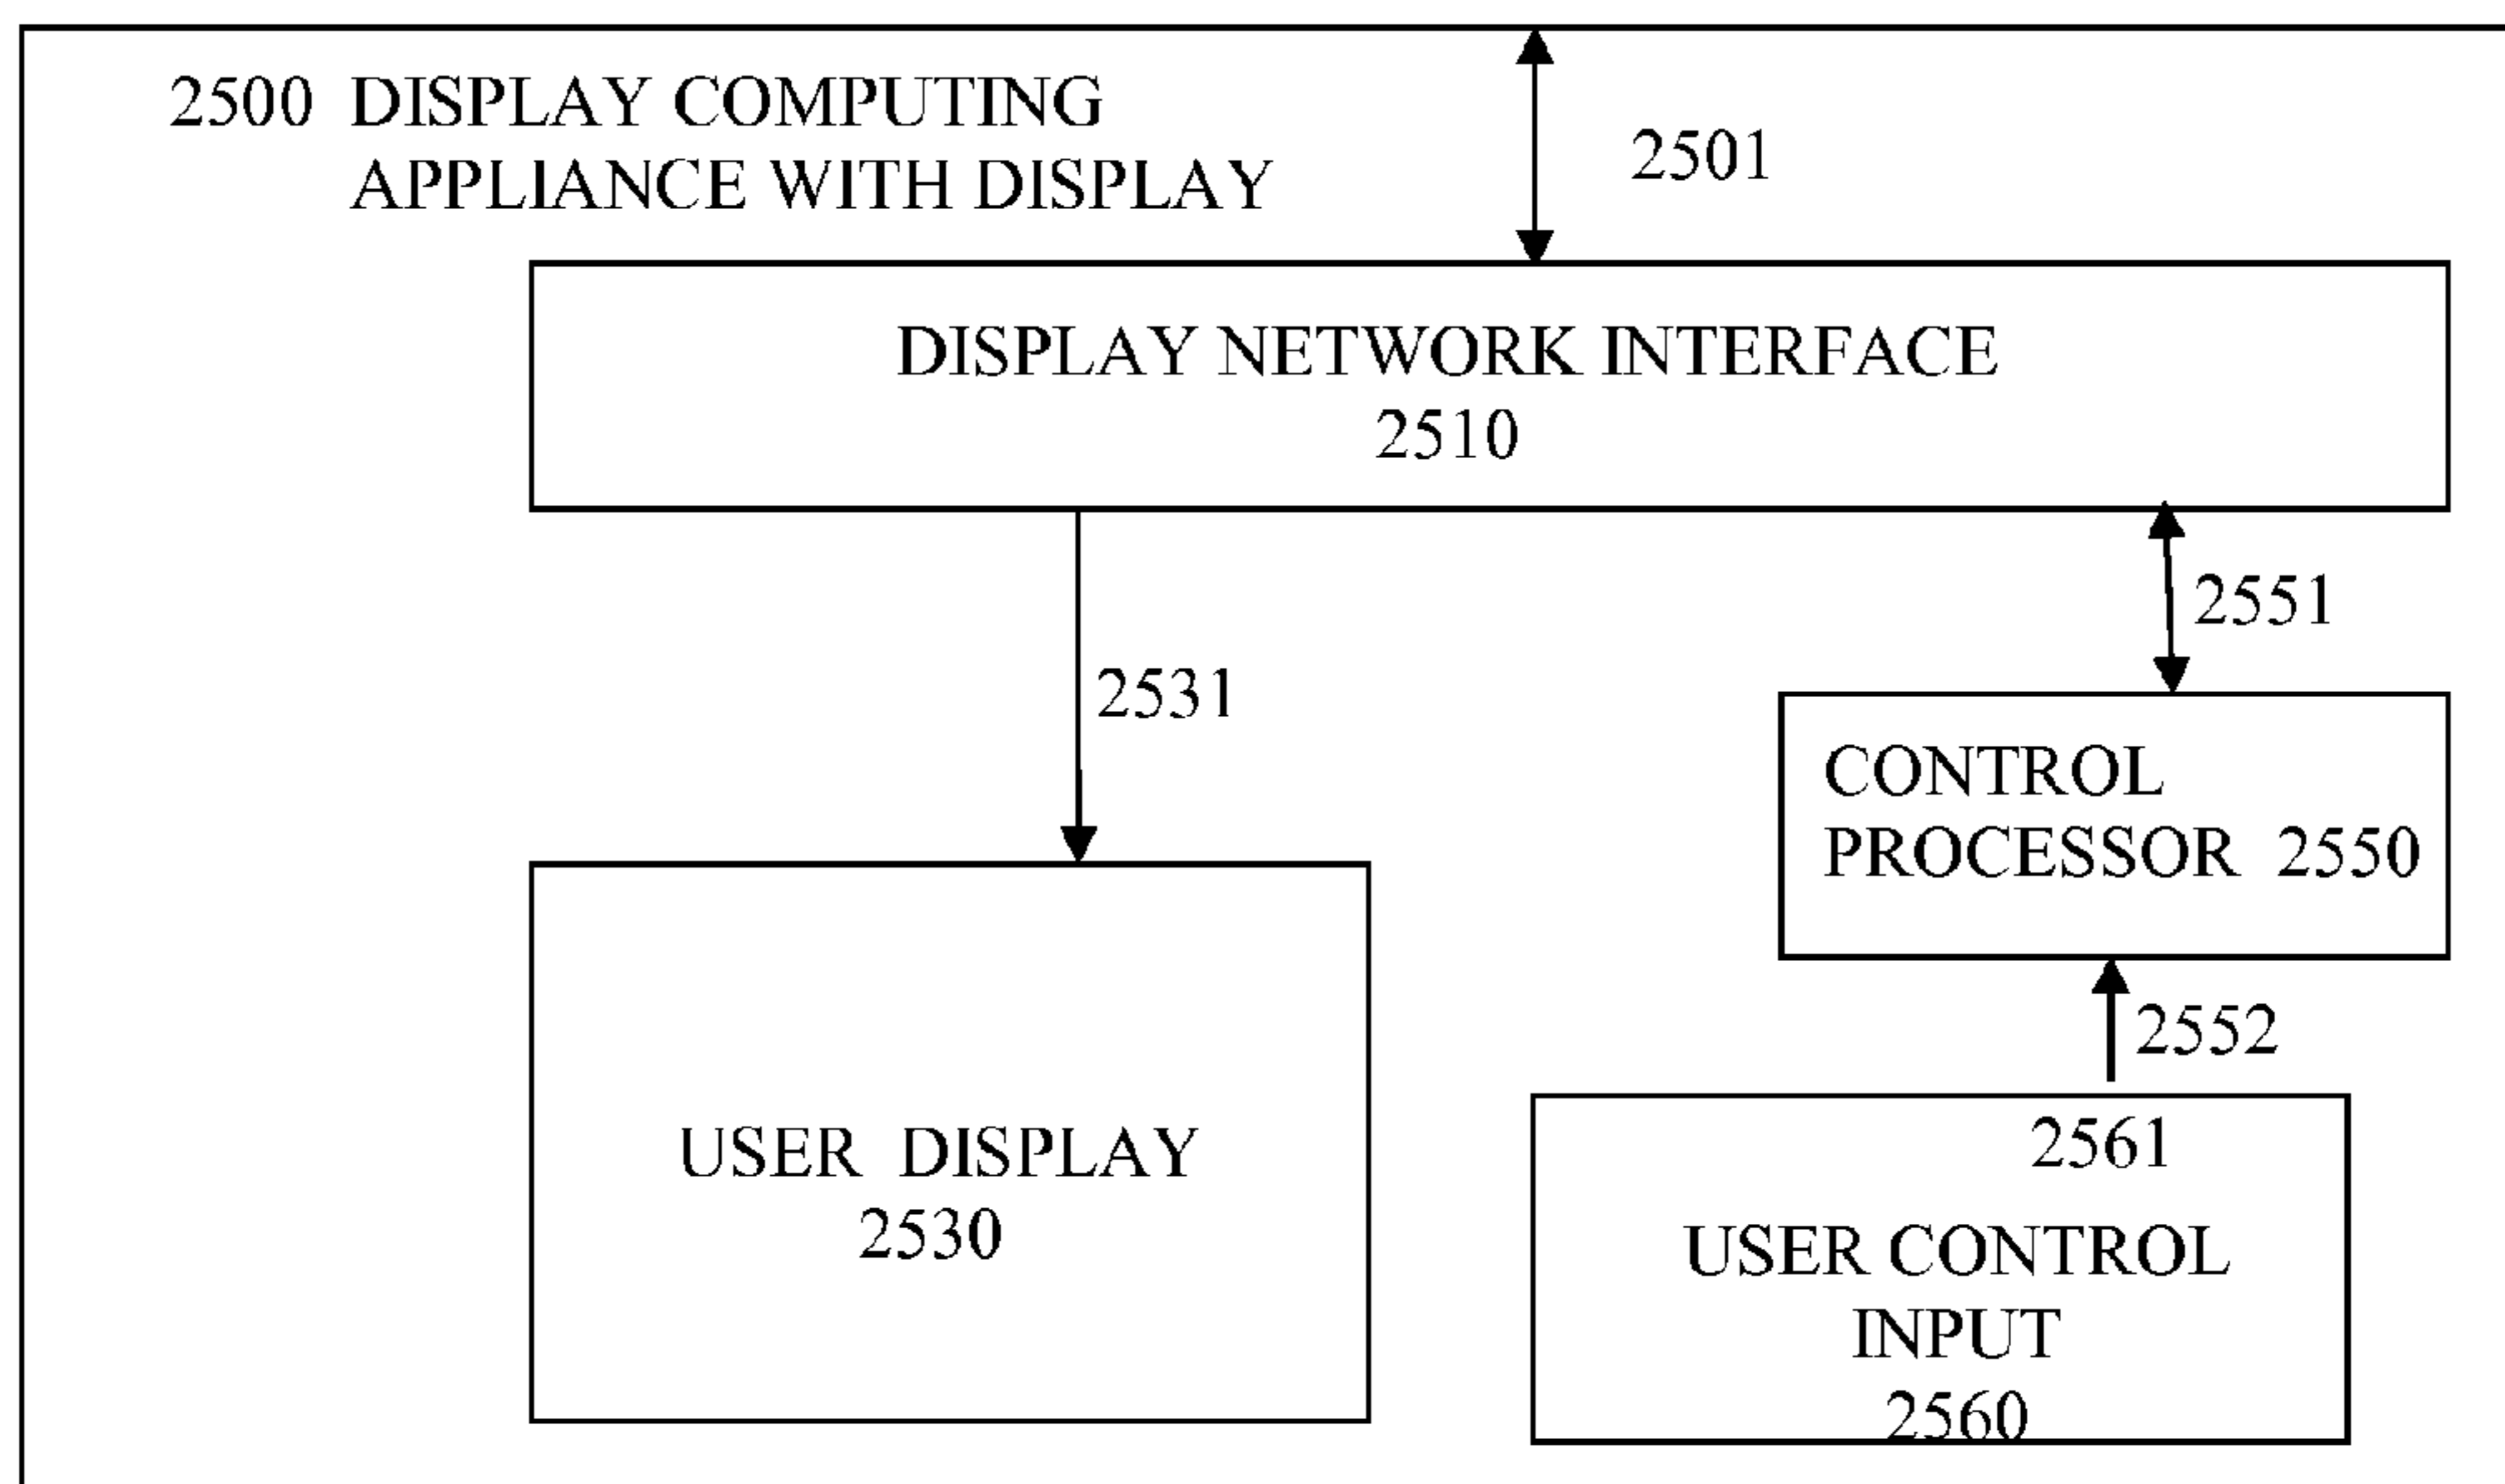 2500 DISPLAY COMPUTING
APPLIANCE WITH DISPLAY
2501
DISPLAY NETWORK INTERFACE
2510
2551
2531
CONTROL
PROCESSOR 2550
2552
USER DISPLAY
2530
2561
USER CONTROL
INPUT
2560